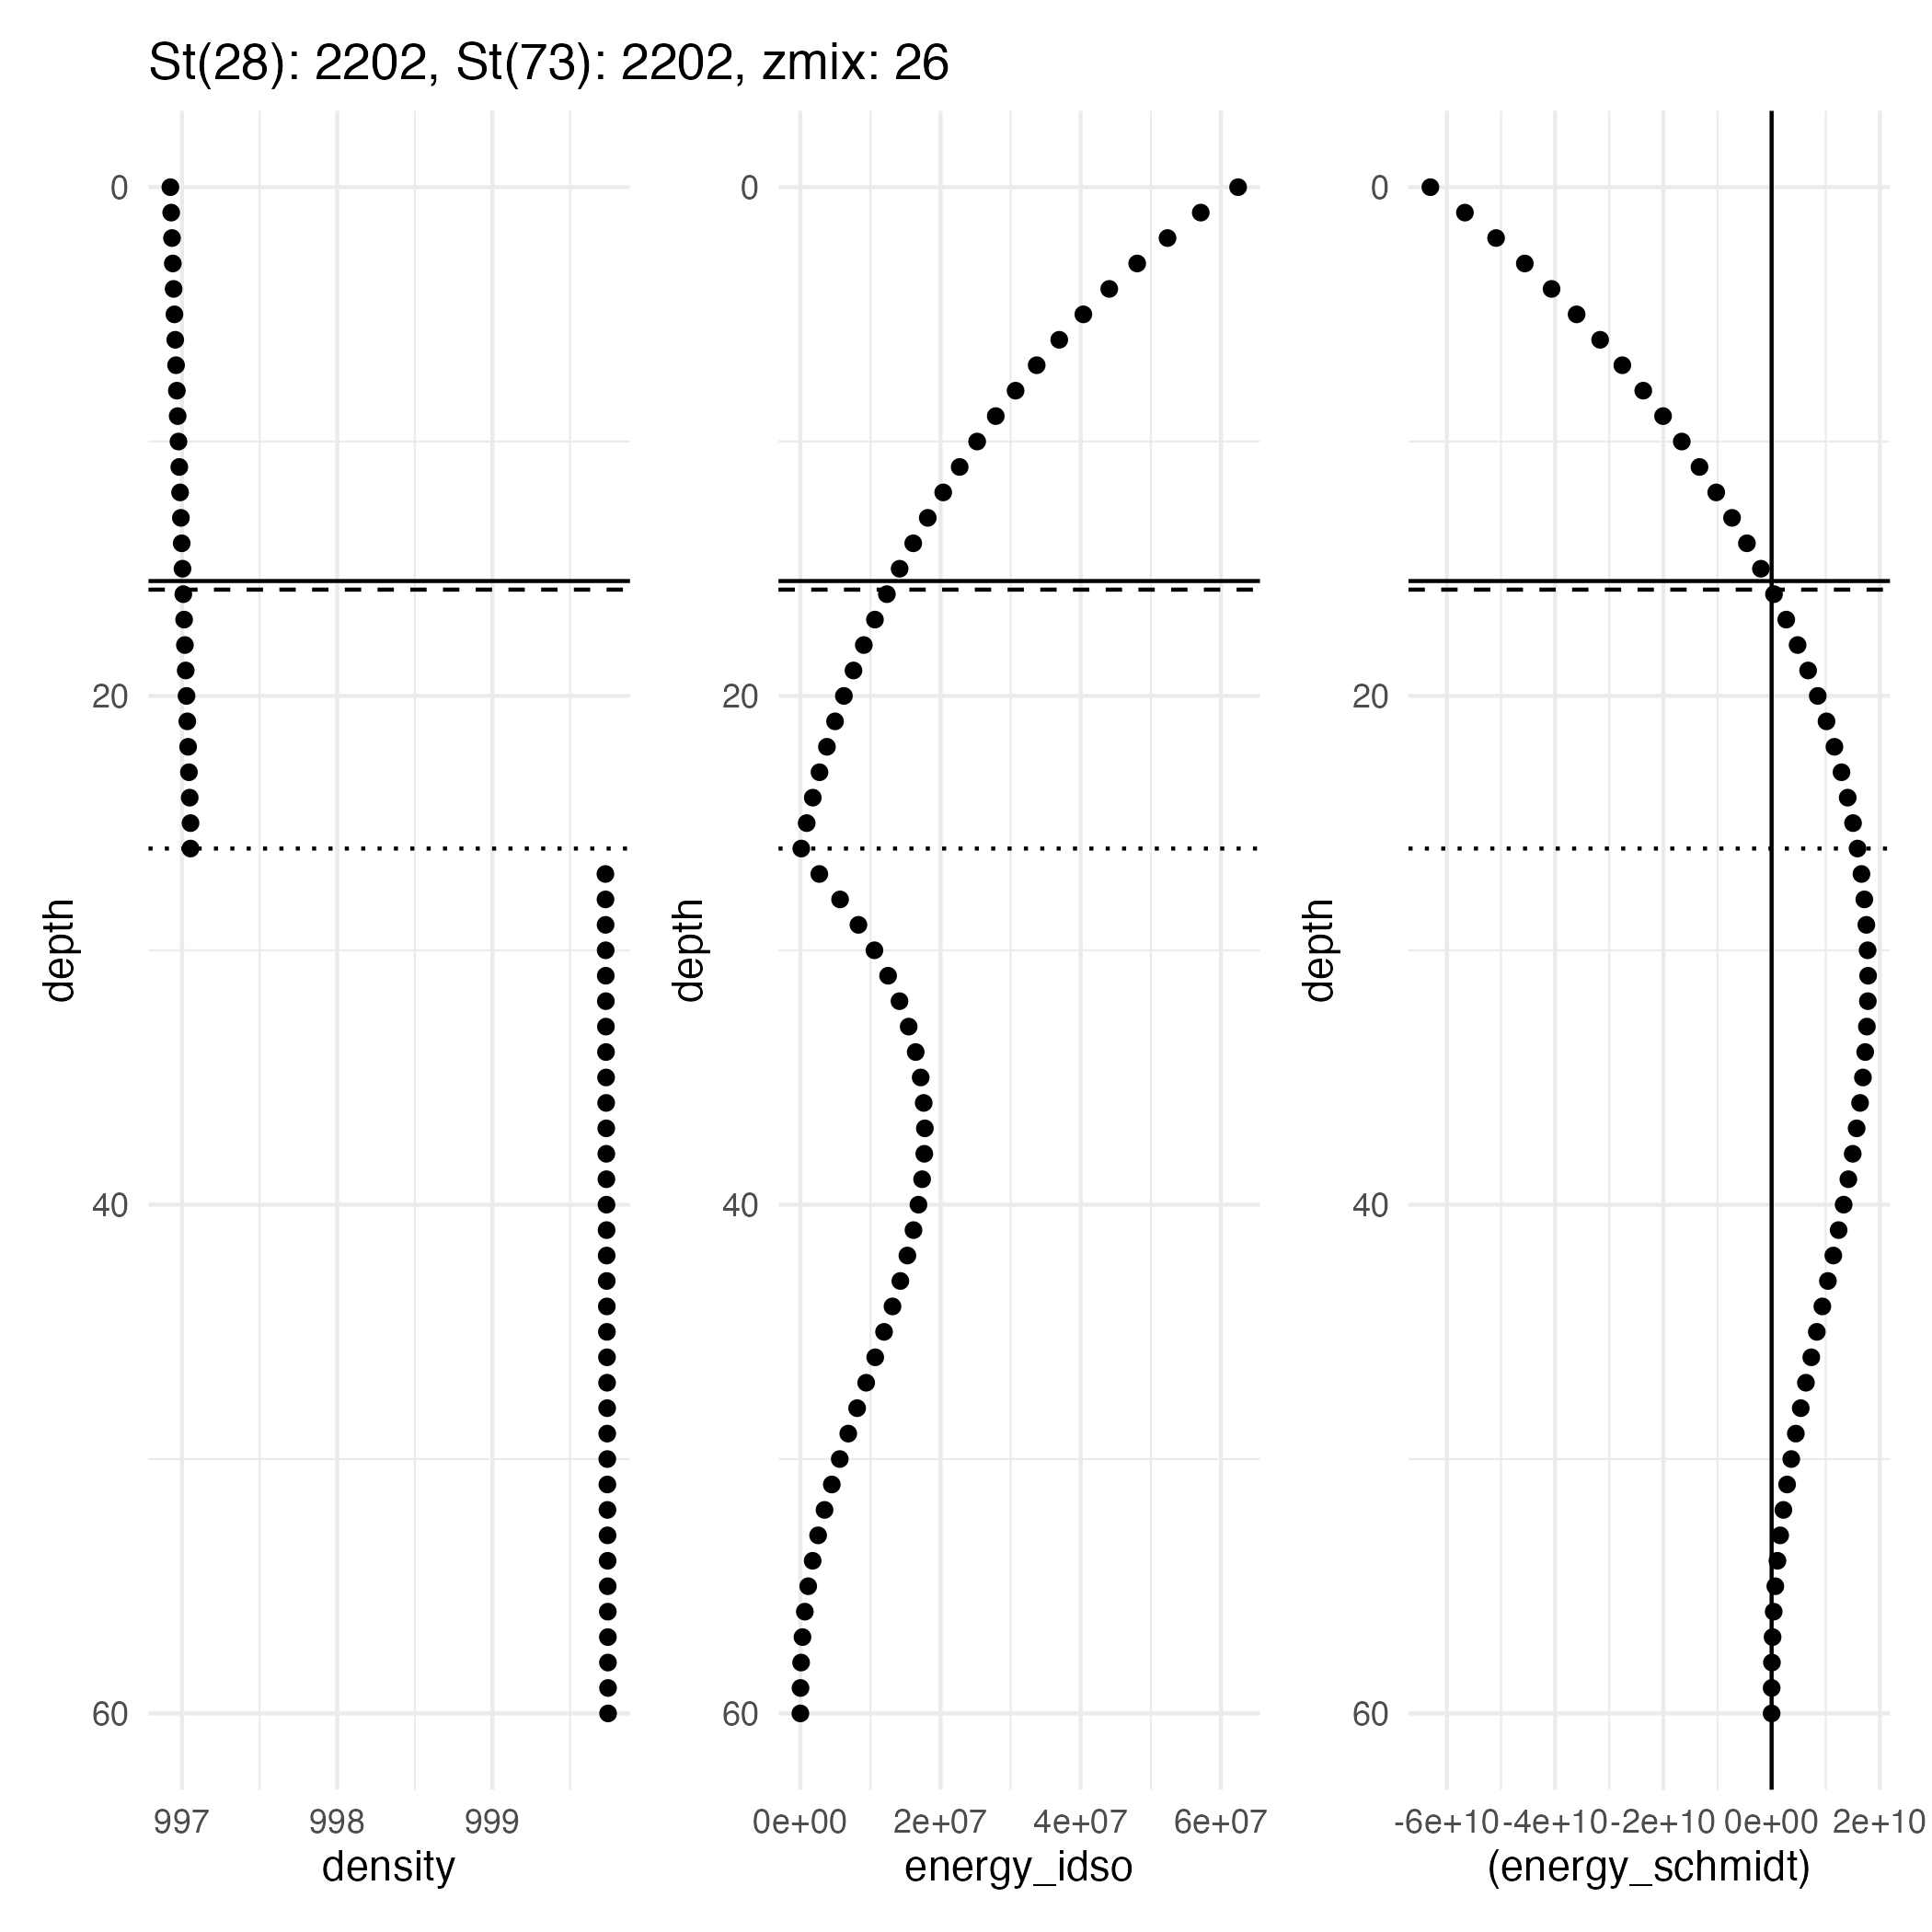 St(28): 2202, St(73): 2202, zmix: 26
depth
0
20
40
60
997
998
999
density
depth
0
20
40
60
0e+00
2e+07
4e+07
6e+07
energy_idso
depth
0
20
40
60
-6e+10
-4e+10
-2e+10
0e+00
2e+10
(energy_schmidt)